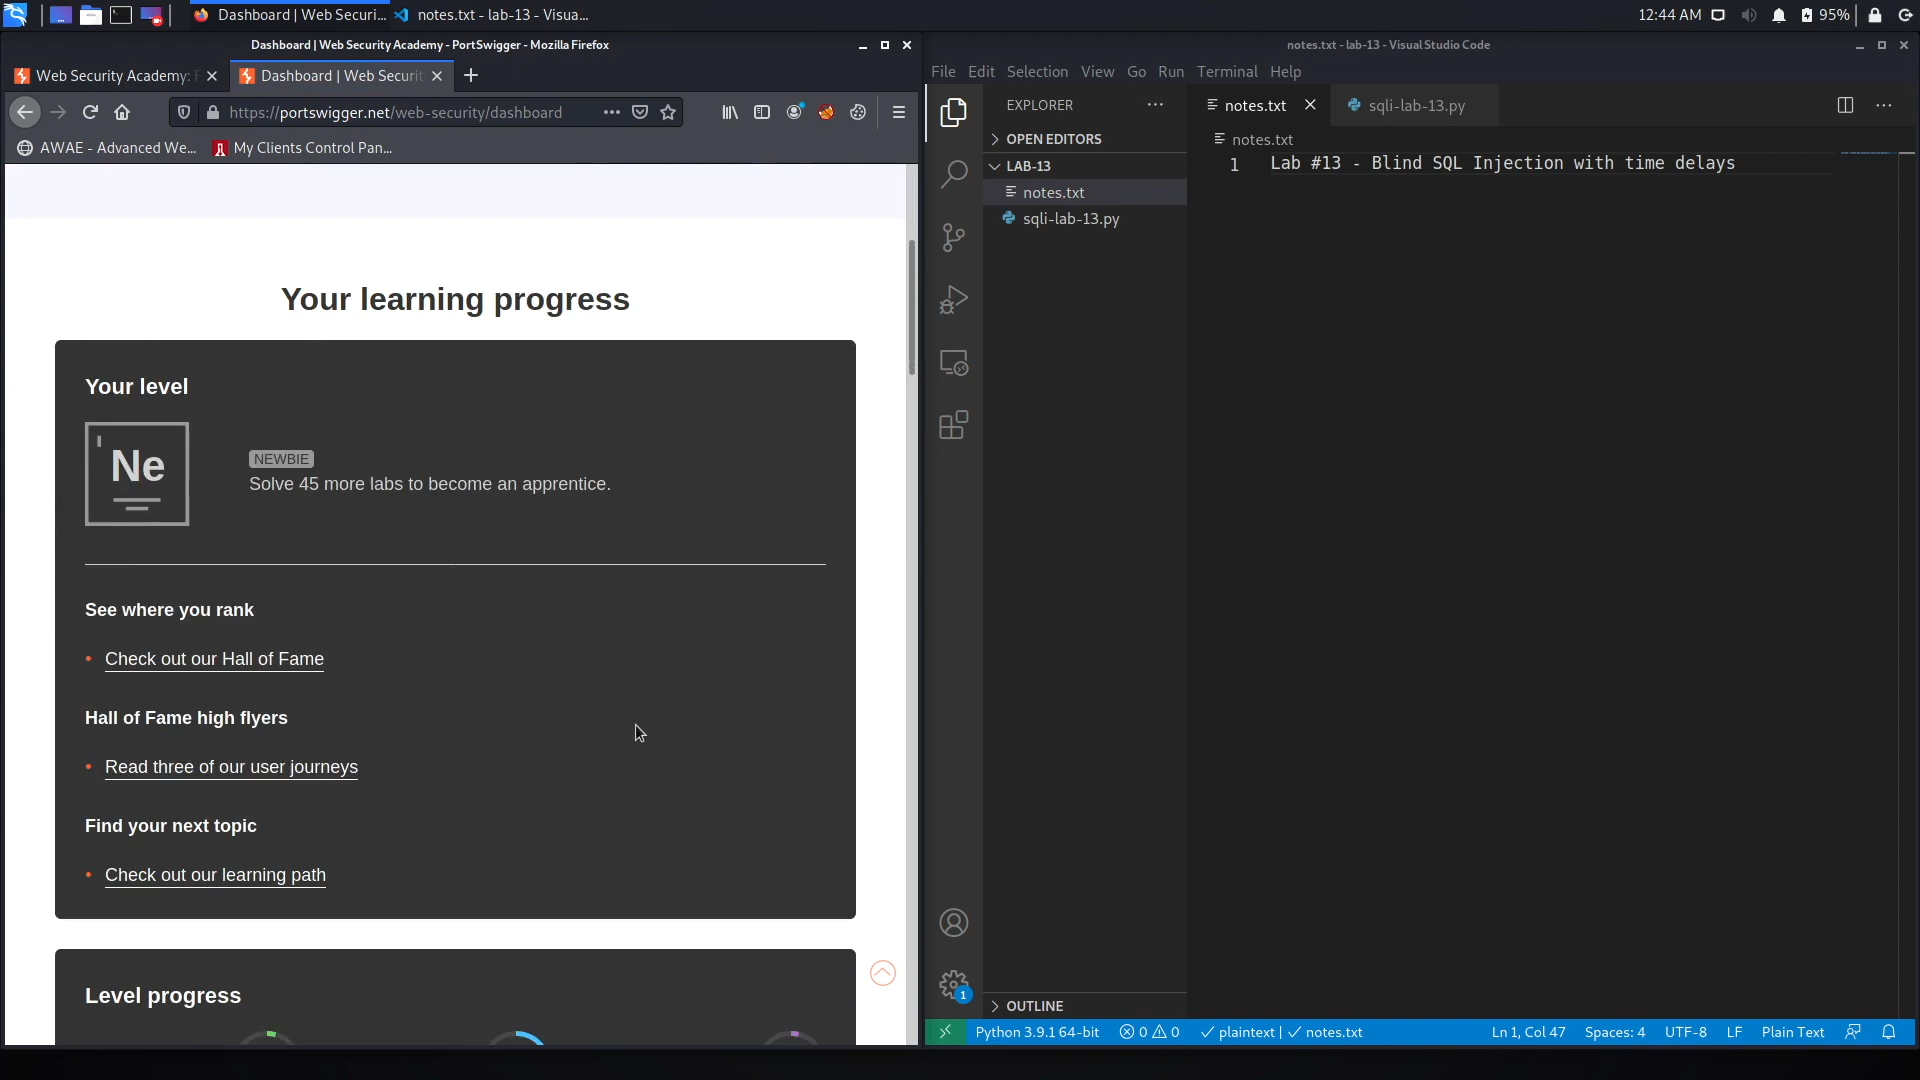 Dashboard | Web Securi...
notes.txt - lab-13 - Visua...
12:44 AM
95%
Dashboard | Web Security Academy - PortSwigger - Mozilla Firefox
Web Security Academy: F
Dashboard | Web Securit
https://portswigger.net/web-security/dashboard
AWAE - Advanced We...
My Clients Control Pan...
Your learning progress
Your level
Ne
NEWBIE
Solve 45 more labs to become an apprentice.
See where you rank
Check out our Hall of Fame
Hall of Fame high flyers
Read three of our user journeys
Find your next topic
Check out our learning path
Level progress
notes.txt - lab-13 - Visual Studio Code
File Edit Selection View Go Run Terminal Help
EXPLORER
OPEN EDITORS
LAB-13
notes.txt
sqli-lab-13.py
OUTLINE
notes.txt
sqli-lab-13.py
notes.txt
1 Lab #13 - Blind SQL Injection with time delays
1
Python 3.9.1 64-bit
0 0
plaintext | notes.txt
Ln 1, Col 47
Spaces: 4
UTF-8
LF
Plain Text